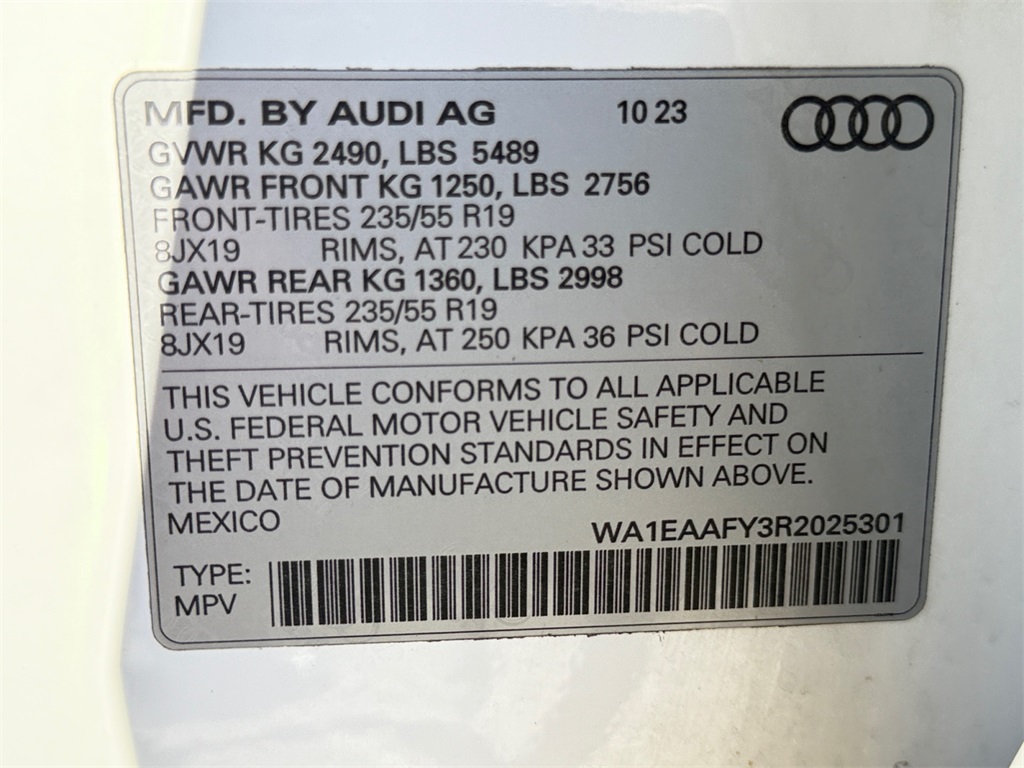 MFD. BY AUDI AG 10 23
GVWR KG 2490, LBS 5489
GAWR FRONT KG 1250, LBS 2756
FRONT-TIRES 235/55 R19
8JX19 RIMS, AT 230 KPA 33 PSI COLD
GAWR REAR KG 1360, LBS 2998
REAR-TIRES 235/55 R19
8JX19 RIMS, AT 250 KPA 36 PSI COLD
THIS VEHICLE CONFORMS TO ALL APPLICABLE
U.S. FEDERAL MOTOR VEHICLE SAFETY AND
THEFT PREVENTION STANDARDS IN EFFECT ON
THE DATE OF MANUFACTURE SHOWN ABOVE.
MEXICO WA1EAAFY3R2025301
TYPE:
MPV